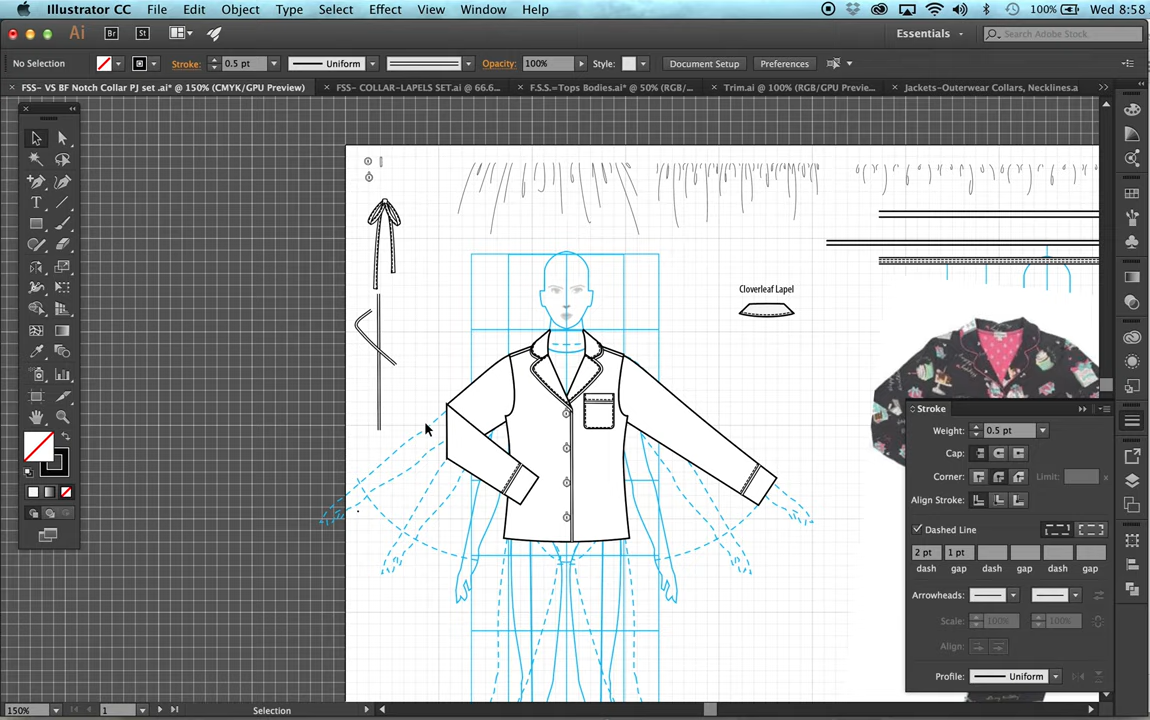 Illustrator CC File Edit Object Type Select Effect View Window Help 100% Wed 8:58
Ai Br St Essentials Search Adobe Stock
No Selection Stroke: 0.5 pt Uniform Opacity: 100% Style: Document Setup Preferences
× FSS- VS BF Notch Collar PJ set .ai* @ 150% (CMYK/GPU Preview) × FSS- COLLAR-LAPELS SET.ai @ 66.6... × F.S.S.=Tops Bodies.ai* @ 50% (RGB/... × Trim.ai @ 100% (RGB/GPU Previe... × Jackets-Outerwear Collars, Necklines.a
Cloverleaf Lapel
Stroke
Weight: 0.5 pt
Cap:
Corner: Limit: x
Align Stroke:
Dashed Line
2 pt 1 pt
dash gap dash gap dash gap
Arrowheads:
Scale: 100% 100%
Align:
Profile: Uniform
150% 1 Selection